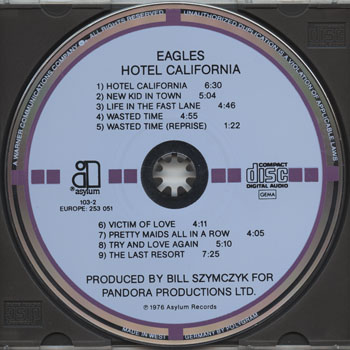 A WARNER COMMUNICATIONS COMPANY
UNAUTHORIZED DUPLICATION IS A VIOLATION OF APPLICABLE LAWS
EAGLES
HOTEL CALIFORNIA
1) HOTEL CALIFORNIA 6:30
2) NEW KID IN TOWN 5:04
3) LIFE IN THE FAST LANE 4:46
4) WASTED TIME 4:55
5) WASTED TIME (REPRISE) 1:22
asylum
103-2
EUROPE: 253 051
COMPACT
disc
DIGITAL AUDIO
GEMA
6) VICTIM OF LOVE 4:11
7) PRETTY MAIDS ALL IN A ROW 4:05
8) TRY AND LOVE AGAIN 5:10
9) THE LAST RESORT 7:25
PRODUCED BY BILL SZYMCZYK FOR
PANDORA PRODUCTIONS LTD.
℗1976 Asylum Records
MADE IN WEST GERMANY BY POLYGRAM